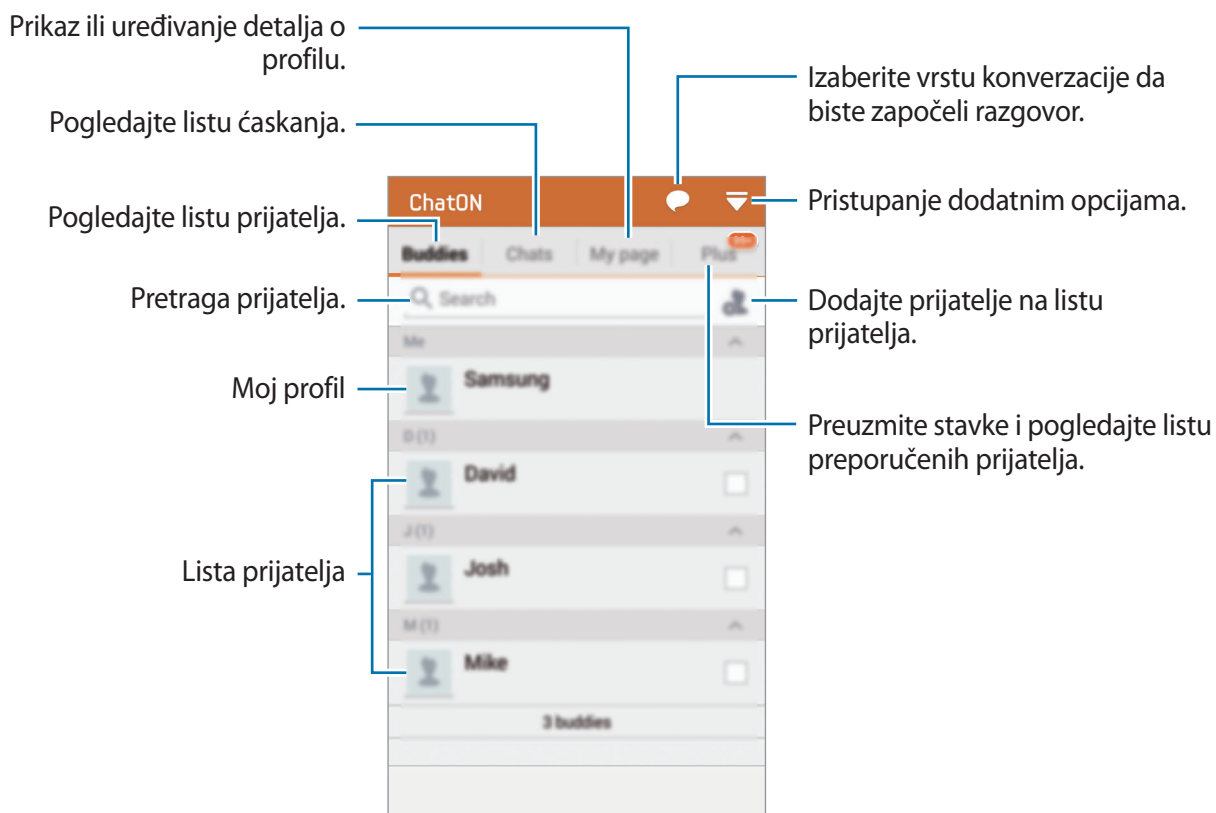 Prikaz ili uređivanje detalja o
profilu.
Pogledajte listu ćaskanja.
Pogledajte listu prijatelja.
Pretraga prijatelja.
Moj profil
Lista prijatelja
Izaberite vrstu konverzacije da
biste započeli razgovor.
Pristupanje dodatnim opcijama.
Dodajte prijatelje na listu
prijatelja.
Preuzmite stavke i pogledajte listu
preporučenih prijatelja.
ChatON
Buddies Chats My page Plus
Search
Me
Samsung
D (1)
David
J (1)
Josh
M (1)
Mike
3 buddies